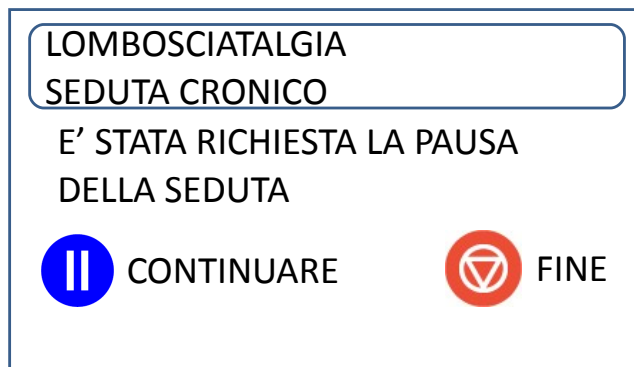 LOMBOSCIATALGIA
SEDUTA CRONICO
E’ STATA RICHIESTA LA PAUSA
DELLA SEDUTA
CONTINUARE FINE